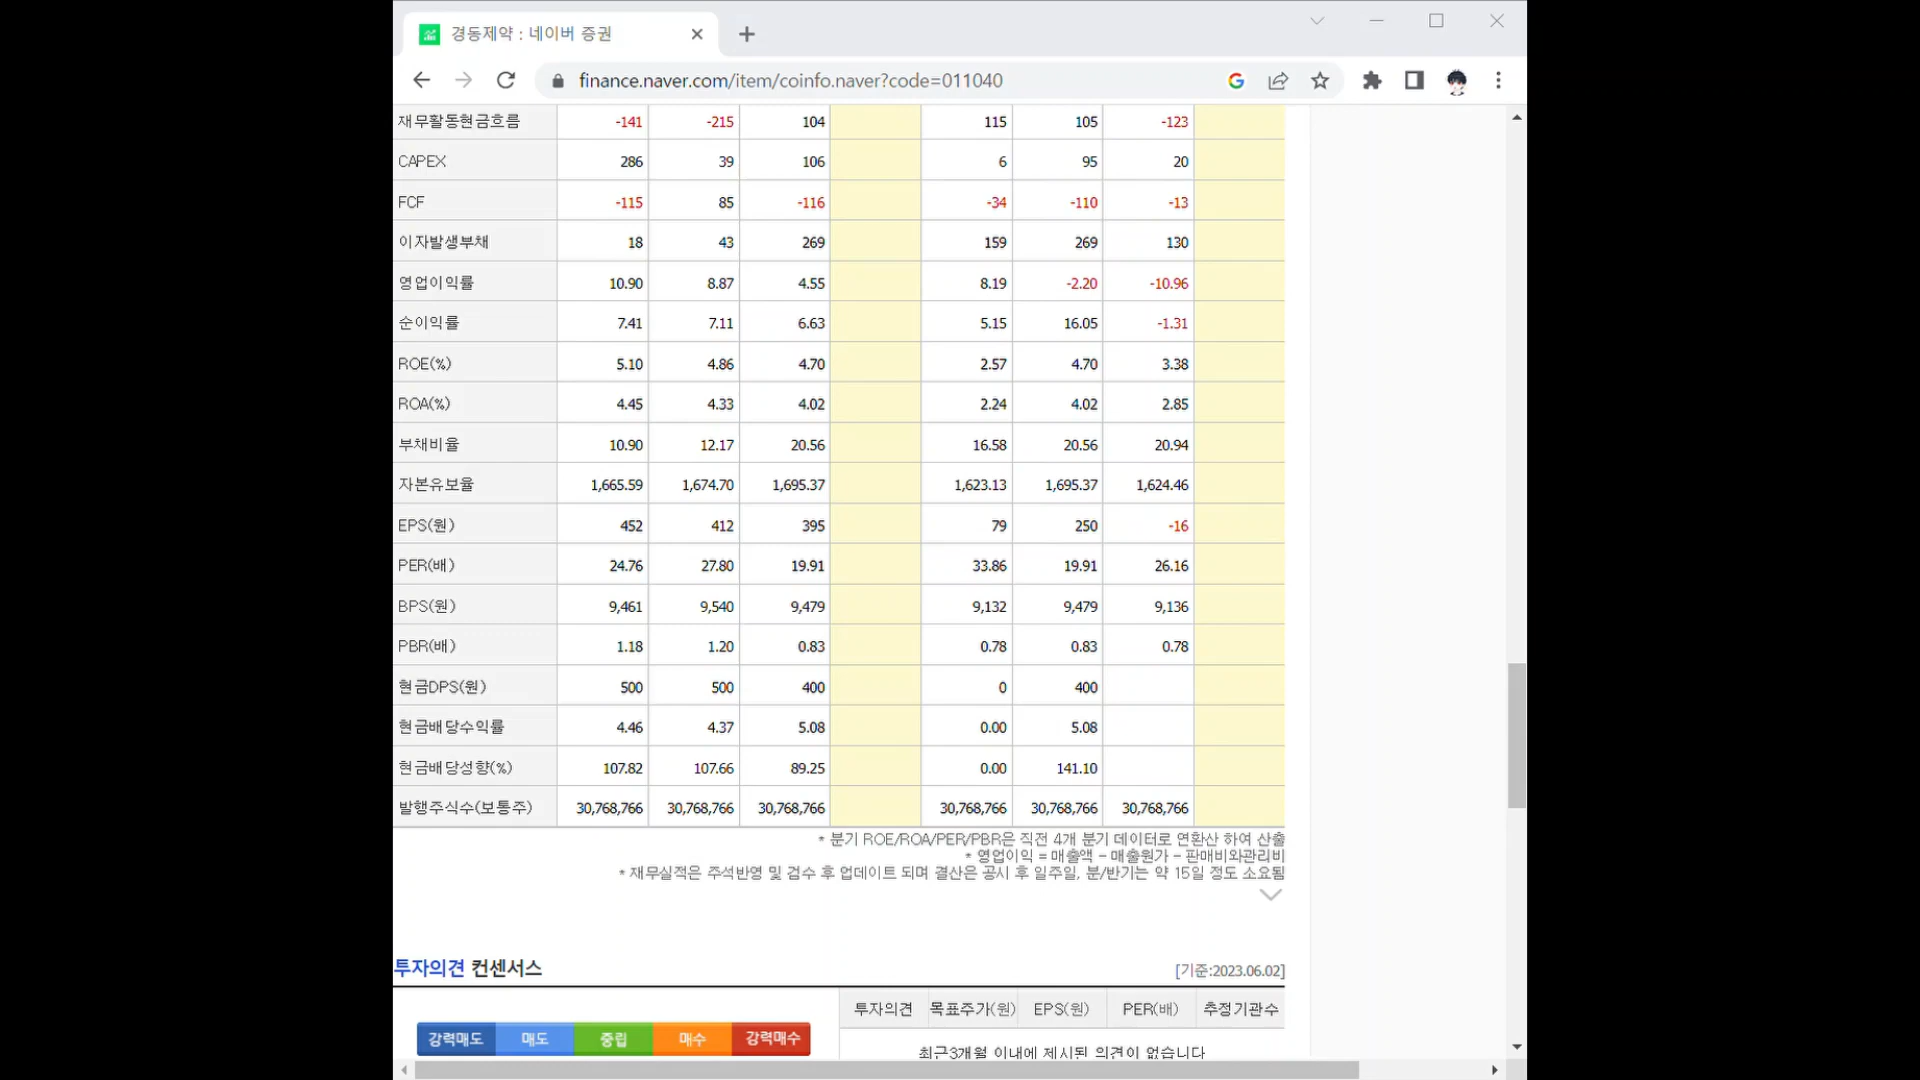 경동제약 : 네이버 증권
finance.naver.com/item/coinfo.naver?code=011040
재무활동현금흐름 -141 -215 104 115 105 -123
CAPEX 286 39 106 6 95 20
FCF -115 85 -116 -34 -110 -13
이자발생부채 18 43 269 159 269 130
영업이익률 10.90 8.87 4.55 8.19 -2.20 -10.96
순이익률 7.41 7.11 6.63 5.15 16.05 -1.31
ROE(%) 5.10 4.86 4.70 2.57 4.70 3.38
ROA(%) 4.45 4.33 4.02 2.24 4.02 2.85
부채비율 10.90 12.17 20.56 16.58 20.56 20.94
자본유보율 1,665.59 1,674.70 1,695.37 1,623.13 1,695.37 1,624.46
EPS(원) 452 412 395 79 250 -16
PER(배) 24.76 27.80 19.91 33.86 19.91 26.16
BPS(원) 9,461 9,540 9,479 9,132 9,479 9,136
PBR(배) 1.18 1.20 0.83 0.78 0.83 0.78
현금DPS(원) 500 500 400 0 400
현금배당수익률 4.46 4.37 5.08 0.00 5.08
현금배당성향(%) 107.82 107.66 89.25 0.00 141.10
발행주식수(보통주) 30,768,766 30,768,766 30,768,766 30,768,766 30,768,766 30,768,766
* 분기 ROE/ROA/PER/PBR은 직전 4개 분기 데이터로 연환산 하여 산출
* 영업이익 = 매출액 - 매출원가 - 판매비와관리비
* 재무실적은 주석반영 및 검수 후 업데이트 되며 결산은 공시 후 일주일, 분/반기는 약 15일 정도 소요됨
투자의견 컨센서스 [기준:2023.06.02]
투자의견 목표주가(원) EPS(원) PER(배) 추정기관수
강력매도 매도 중립 매수 강력매수
최근3개월 이내에 제시된 의견이 없습니다